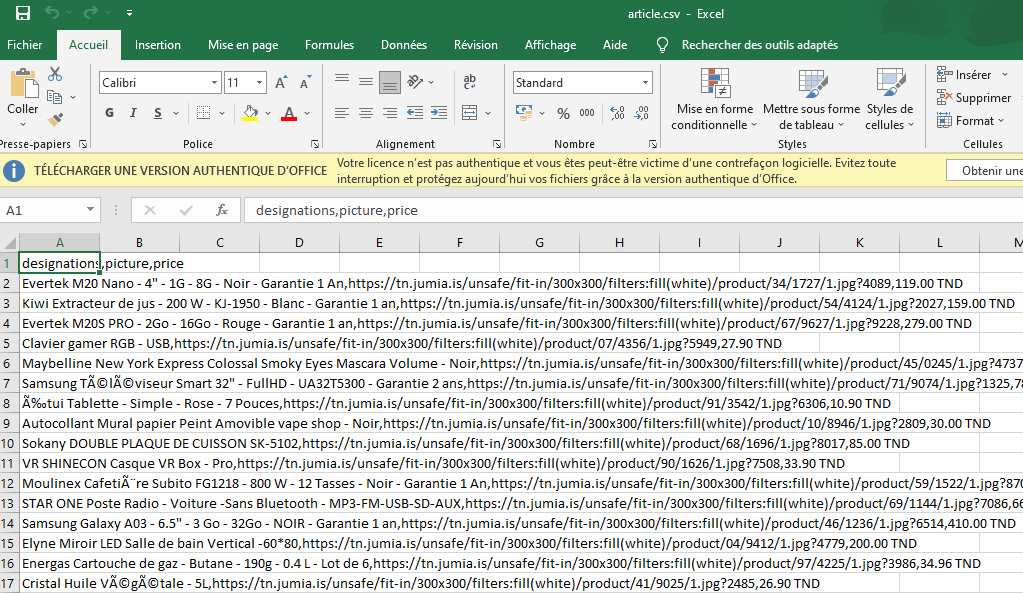 article.csv - Excel
Fichier Accueil Insertion Mise en page Formules Données Révision Affichage Aide Rechercher des outils adaptés
Coller
Calibri 11
Standard
G I S
% 000
Mise en forme conditionnelle
Mettre sous forme de tableau
Styles de cellules
Insérer
Supprimer
Format
Presse-papiers Police Alignement Nombre Styles Cellules
TÉLÉCHARGER UNE VERSION AUTHENTIQUE D'OFFICE
Votre licence n'est pas authentique et vous êtes peut-être victime d'une contrefaçon logicielle. Evitez toute
interruption et protégez aujourd'hui vos fichiers grâce à la version authentique d'Office.
Obtenir une
A1 fx designations,picture,price
A B C D E F G H I J K L M
1 designations,picture,price
2 Evertek M20 Nano - 4" - 1G - 8G - Noir - Garantie 1 An,https://tn.jumia.is/unsafe/fit-in/300x300/filters:fill(white)/product/34/1727/1.jpg?4089,119.00 TND
3 Kiwi Extracteur de jus - 200 W - KJ-1950 - Blanc - Garantie 1 an,https://tn.jumia.is/unsafe/fit-in/300x300/filters:fill(white)/product/54/4124/1.jpg?2027,159.00 TND
4 Evertek M20S PRO - 2Go - 16Go - Rouge - Garantie 1 an,https://tn.jumia.is/unsafe/fit-in/300x300/filters:fill(white)/product/67/9627/1.jpg?9228,279.00 TND
5 Clavier gamer RGB - USB,https://tn.jumia.is/unsafe/fit-in/300x300/filters:fill(white)/product/07/4356/1.jpg?5949,27.90 TND
6 Maybelline New York Express Colossal Smoky Eyes Mascara Volume - Noir,https://tn.jumia.is/unsafe/fit-in/300x300/filters:fill(white)/product/45/0245/1.jpg?4737
7 Samsung TÃ©lÃ©viseur Smart 32" - FullHD - UA32T5300 - Garantie 2 ans,https://tn.jumia.is/unsafe/fit-in/300x300/filters:fill(white)/product/71/9074/1.jpg?1325,78
8 Ã‰tui Tablette - Simple - Rose - 7 Pouces,https://tn.jumia.is/unsafe/fit-in/300x300/filters:fill(white)/product/91/3542/1.jpg?6306,10.90 TND
9 Autocollant Mural papier Peint Amovible vape shop - Noir,https://tn.jumia.is/unsafe/fit-in/300x300/filters:fill(white)/product/10/8946/1.jpg?2809,30.00 TND
10 Sokany DOUBLE PLAQUE DE CUISSON SK-5102,https://tn.jumia.is/unsafe/fit-in/300x300/filters:fill(white)/product/68/1696/1.jpg?8017,85.00 TND
11 VR SHINECON Casque VR Box - Pro,https://tn.jumia.is/unsafe/fit-in/300x300/filters:fill(white)/product/90/1626/1.jpg?7508,33.90 TND
12 Moulinex CafetiÃ¨re Subito FG1218 - 800 W - 12 Tasses - Noir - Garantie 1 An,https://tn.jumia.is/unsafe/fit-in/300x300/filters:fill(white)/product/59/1522/1.jpg?870
13 STAR ONE Poste Radio - Voiture -Sans Bluetooth - MP3-FM-USB-SD-AUX,https://tn.jumia.is/unsafe/fit-in/300x300/filters:fill(white)/product/69/1144/1.jpg?7086,66
14 Samsung Galaxy A03 - 6.5" - 3 Go - 32Go - NOIR - Garantie 1 an,https://tn.jumia.is/unsafe/fit-in/300x300/filters:fill(white)/product/46/1236/1.jpg?6514,410.00 TND
15 Elyne Miroir LED Salle de bain Vertical -60*80,https://tn.jumia.is/unsafe/fit-in/300x300/filters:fill(white)/product/04/9412/1.jpg?4779,200.00 TND
16 Energas Cartouche de gaz - Butane - 190g - 0.4 L - Lot de 6,https://tn.jumia.is/unsafe/fit-in/300x300/filters:fill(white)/product/97/4225/1.jpg?3986,34.96 TND
17 Cristal Huile VÃ©gÃ©tale - 5L,https://tn.jumia.is/unsafe/fit-in/300x300/filters:fill(white)/product/41/9025/1.jpg?2485,26.90 TND